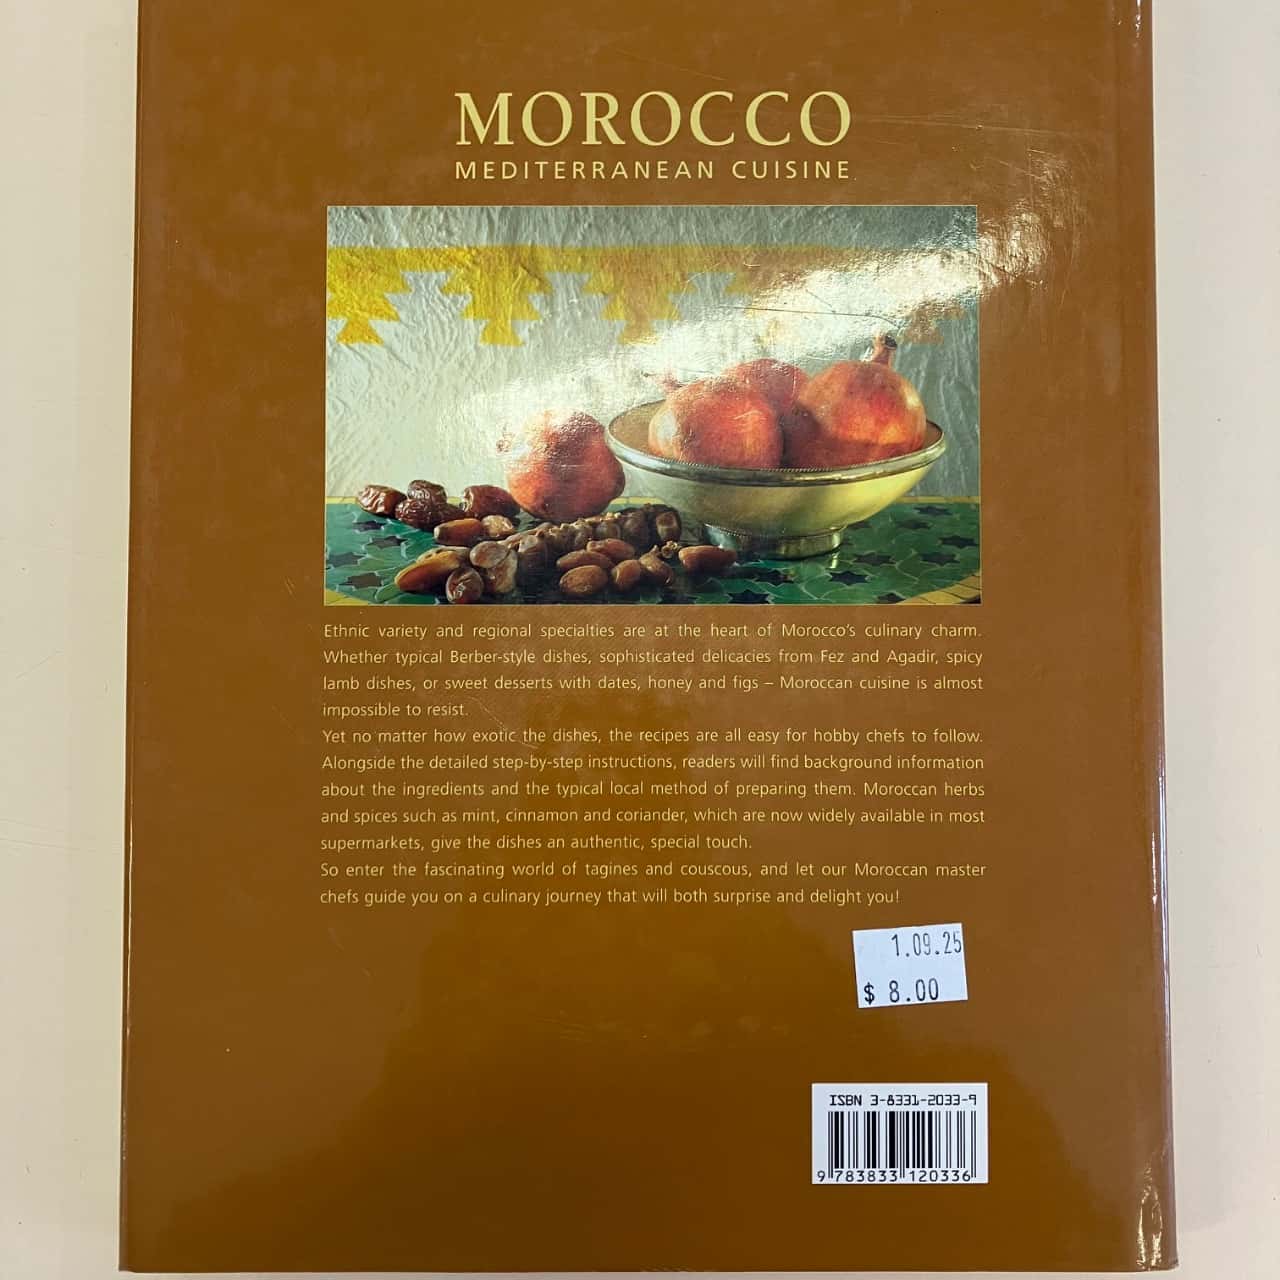 MOROCCO
MEDITERRANEAN CUISINE
Ethnic variety and regional specialties are at the heart of Morocco's culinary charm.
Whether typical Berber-style dishes, sophisticated delicacies from Fez and Agadir, spicy
lamb dishes, or sweet desserts with dates, honey and figs – Moroccan cuisine is almost
impossible to resist.
Yet no matter how exotic the dishes, the recipes are all easy for hobby chefs to follow.
Alongside the detailed step-by-step instructions, readers will find background information
about the ingredients and the typical local method of preparing them. Moroccan herbs
and spices such as mint, cinnamon and coriander, which are now widely available in most
supermarkets, give the dishes an authentic, special touch.
So enter the fascinating world of tagines and couscous, and let our Moroccan master
chefs guide you on a culinary journey that will both surprise and delight you!
1.09.25
$ 8.00
ISBN 3-8331-2033-9
9 783833 120336